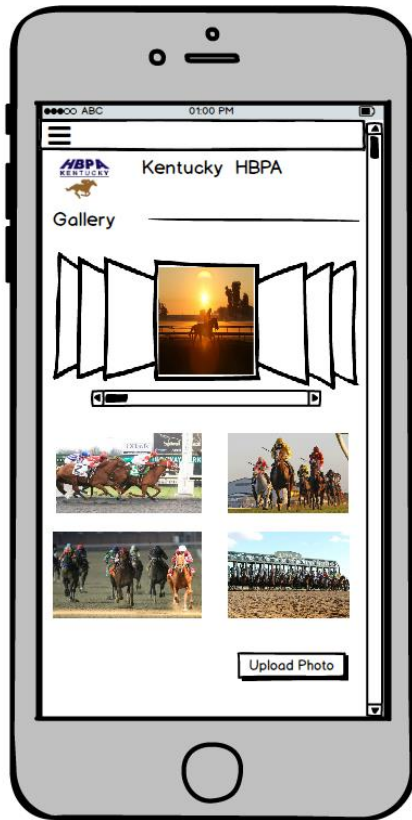 ABC 01:00 PM
HBPA
KENTUCKY
Kentucky HBPA
Gallery
Upload Photo